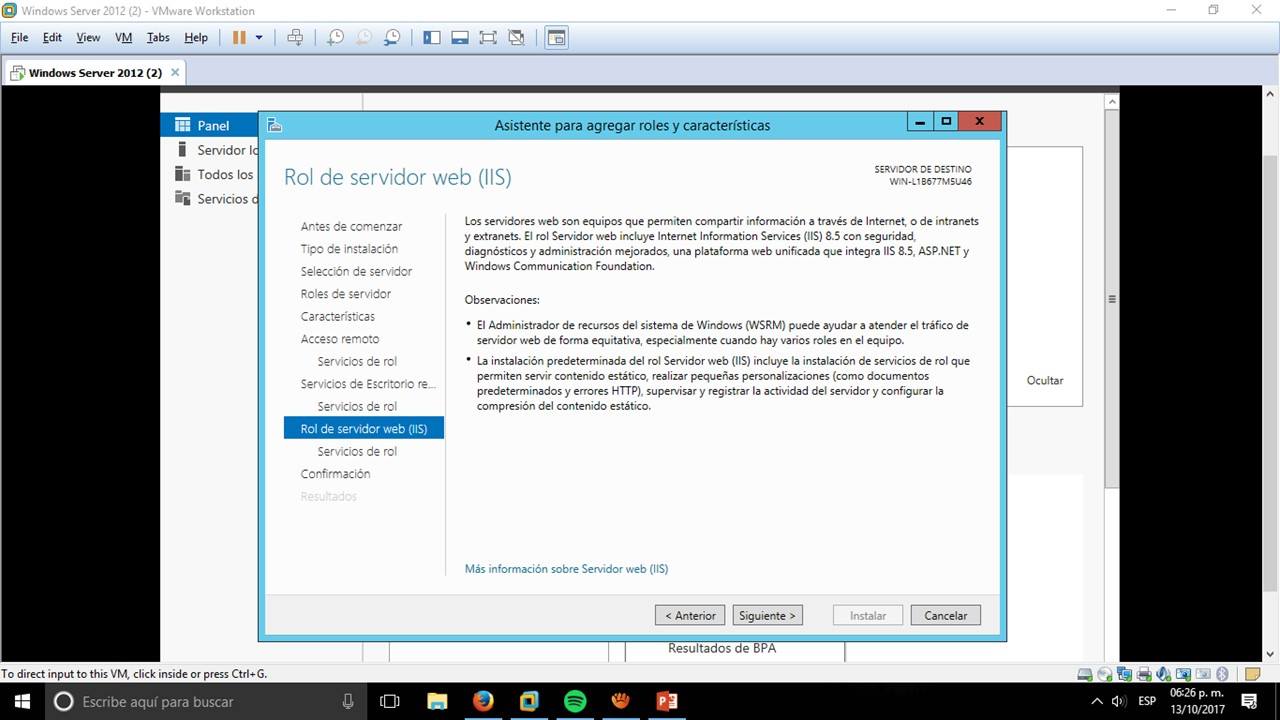 Windows Server 2012 (2) - VMware Workstation
File Edit View VM Tabs Help
Windows Server 2012 (2)
Panel
Servidor lo
Todos los
Servicios d
Asistente para agregar roles y características
Rol de servidor web (IIS)
SERVIDOR DE DESTINO
WIN-L1B677M5U46
Antes de comenzar
Tipo de instalación
Selección de servidor
Roles de servidor
Características
Acceso remoto
Servicios de rol
Servicios de Escritorio re...
Servicios de rol
Rol de servidor web (IIS)
Servicios de rol
Confirmación
Resultados
Los servidores web son equipos que permiten compartir información a través de Internet, o de intranets
y extranets. El rol Servidor web incluye Internet Information Services (IIS) 8.5 con seguridad,
diagnósticos y administración mejorados, una plataforma web unificada que integra IIS 8.5, ASP.NET y
Windows Communication Foundation.
Observaciones:
• El Administrador de recursos del sistema de Windows (WSRM) puede ayudar a atender el tráfico de
servidor web de forma equitativa, especialmente cuando hay varios roles en el equipo.
• La instalación predeterminada del rol Servidor web (IIS) incluye la instalación de servicios de rol que
permiten servir contenido estático, realizar pequeñas personalizaciones (como documentos
predeterminados y errores HTTP), supervisar y registrar la actividad del servidor y configurar la
compresión del contenido estático.
Más información sobre Servidor web (IIS)
Ocultar
< Anterior Siguiente > Instalar Cancelar
Resultados de BPA
To direct input to this VM, click inside or press Ctrl+G.
Escribe aquí para buscar
ESP
06:26 p. m.
13/10/2017